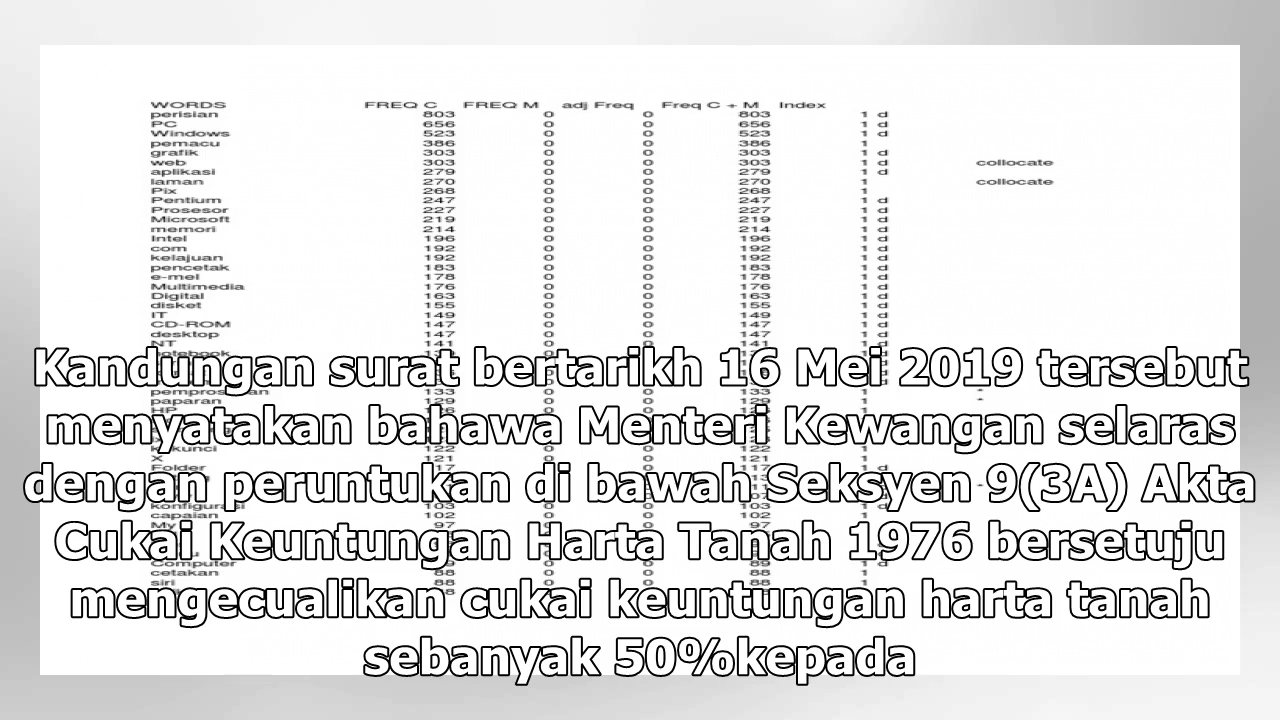 WORDS FREQ C FREQ M adj Freq Freq C + M Index
perisian 803 0 0 803 1 d
PC 656 0 0 656 1 d
Windows 523 0 0 523 1 d
pemacu 386 0 0 386 1
grafik 303 0 0 303 1 d
web 303 0 0 303 1 d collocate
aplikasi 279 0 0 279 1 d
laman 270 0 0 270 1 collocate
Pix 268 0 0 268 1
Pentium 247 0 0 247 1 d
Prosesor 227 0 0 227 1 d
Microsoft 219 0 0 219 1 d
memori 214 0 0 214 1 d
Intel 196 0 0 196 1 d
com 192 0 0 192 1 d
kelajuan 192 0 0 192 1 d
pencetak 183 0 0 183 1 d
e-mel 178 0 0 178 1 d
Multimedia 176 0 0 176 1 d
Digital 163 0 0 163 1 d
disket 155 0 0 155 1 d
IT 149 0 0 149 1 d
CD-ROM 147 0 0 147 1 d
desktop 147 0 0 147 1 d
NT 141 0 0 141 1 d
Kandungan surat bertarikh 16 Mei 2019 tersebut
menyatakan bahawa Menteri Kewangan selaras
dengan peruntukan di bawah Seksyen 9(3A) Akta
Cukai Keuntungan Harta Tanah 1976 bersetuju
mengecualikan cukai keuntungan harta tanah
sebanyak 50%kepada